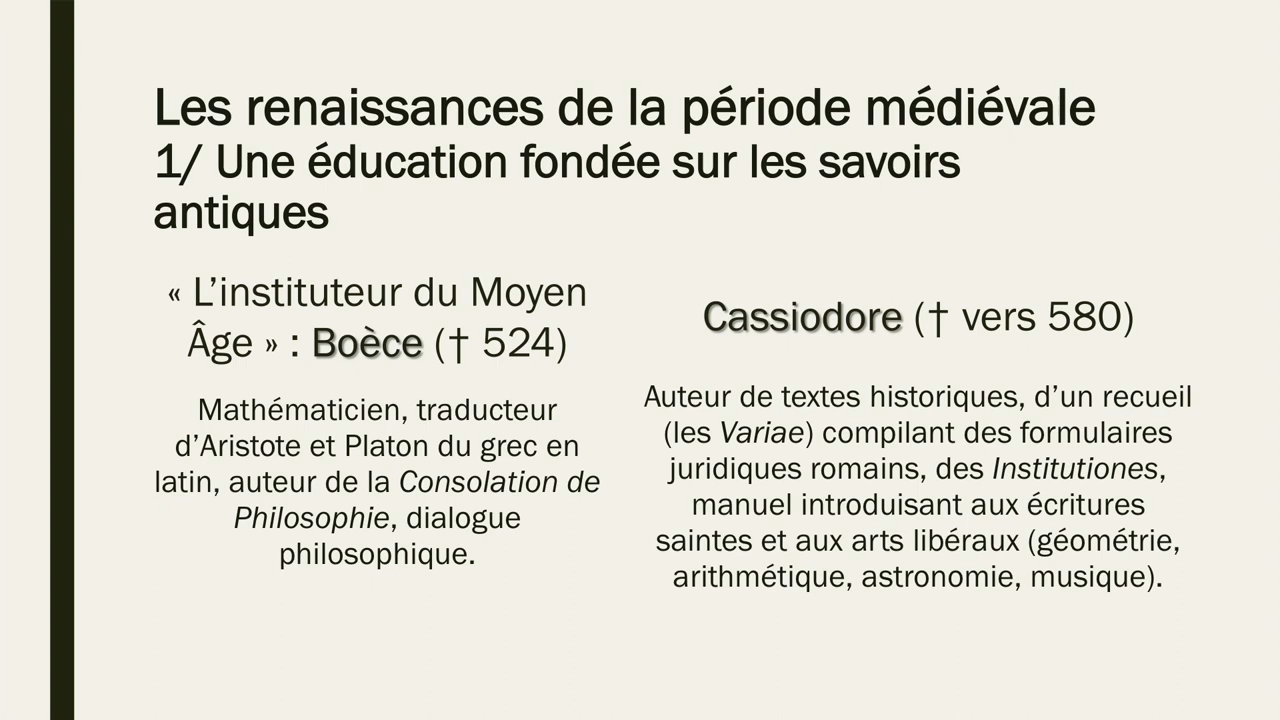 Les renaissances de la période médiévale
1/ Une éducation fondée sur les savoirs
antiques
« L’instituteur du Moyen
Âge » : Boèce († 524)
Mathématicien, traducteur
d’Aristote et Platon du grec en
latin, auteur de la Consolation de
Philosophie, dialogue
philosophique.
Cassiodore († vers 580)
Auteur de textes historiques, d’un recueil
(les Variae) compilant des formulaires
juridiques romains, des Institutiones,
manuel introduisant aux écritures
saintes et aux arts libéraux (géométrie,
arithmétique, astronomie, musique).